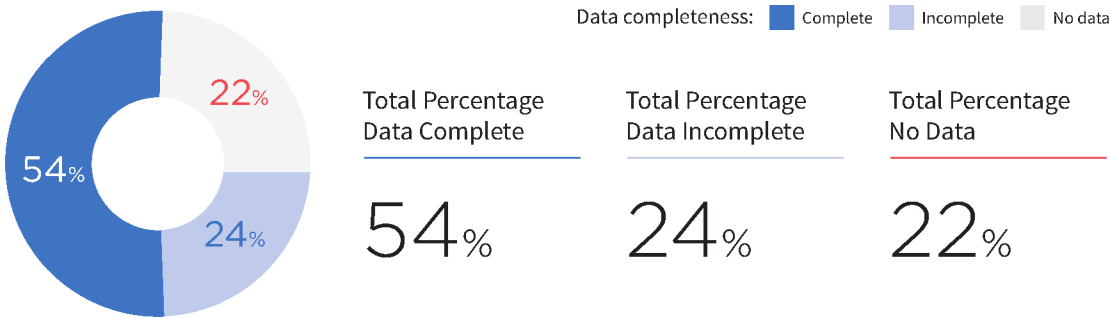 Data completeness: Complete Incomplete No data
22%
54%
24%
Total Percentage
Data Complete
54%
Total Percentage
Data Incomplete
24%
Total Percentage
No Data
22%